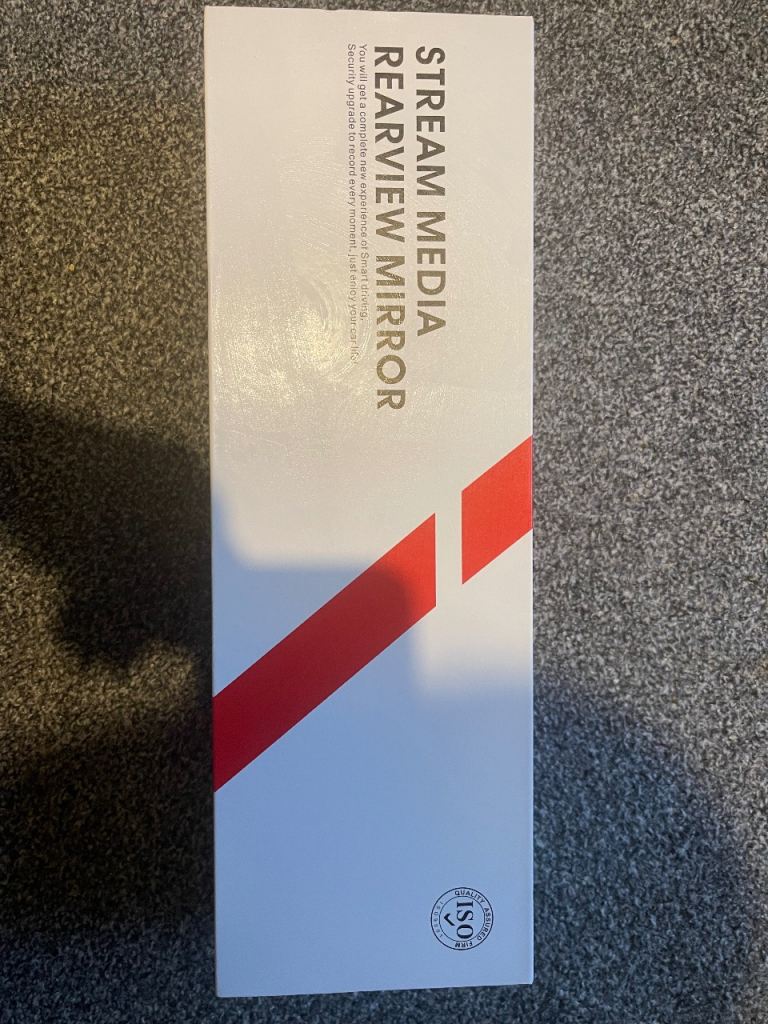 STREAM MEDIA
REARVIEW MIRROR
You will get a complete new experience of Smart driving,
Security upgrade to record every moment, just enjoy your car life!
QUALITY ASSURED FIRM
ISO